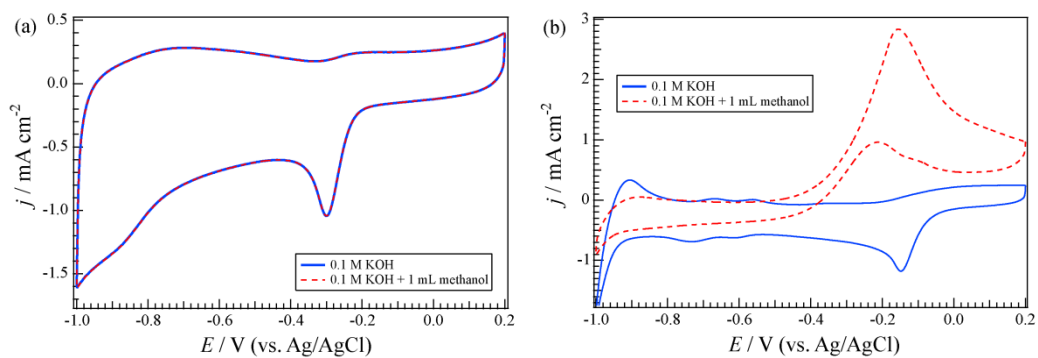 (a)
0.5
0.0
-0.5
-1.0
-1.5
j / mA cm⁻²
0.1 M KOH
0.1 M KOH + 1 mL methanol
-1.0 -0.8 -0.6 -0.4 -0.2 0.0 0.2
E / V (vs. Ag/AgCl)
(b)
3
2
1
0
-1
j / mA cm⁻²
0.1 M KOH
0.1 M KOH + 1 mL methanol
-1.0 -0.8 -0.6 -0.4 -0.2 0.0 0.2
E / V (vs. Ag/AgCl)